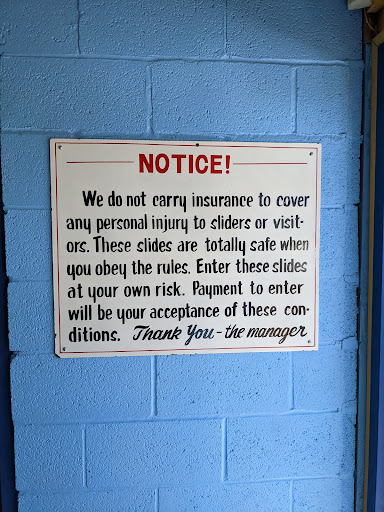 NOTICE!
We do not carry insurance to cover
any personal injury to sliders or visit-
ors. These slides are totally safe when
you obey the rules. Enter these slides
at your own risk. Payment to enter
will be your acceptance of these con-
ditions. Thank You - the manager